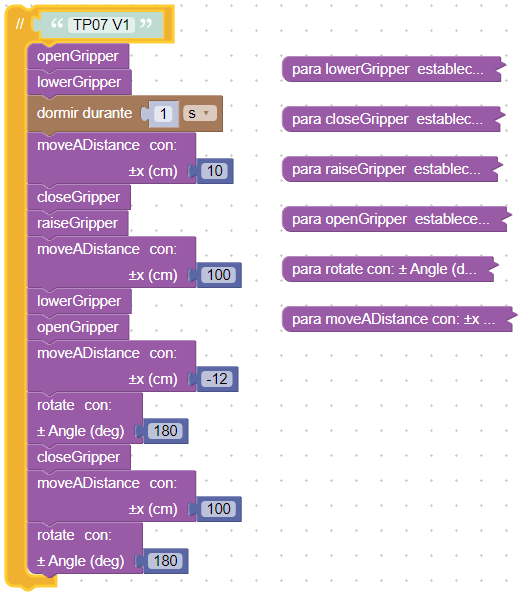 // “ TP07 V1 ”
openGripper
lowerGripper
dormir durante 1 s
moveADistance con:
±x (cm) 10
closeGripper
raiseGripper
moveADistance con:
±x (cm) 100
lowerGripper
openGripper
moveADistance con:
±x (cm) -12
rotate con:
± Angle (deg) 180
closeGripper
moveADistance con:
±x (cm) 100
rotate con:
± Angle (deg) 180
para lowerGripper establec...
para closeGripper establec...
para raiseGripper establec...
para openGripper establece...
para rotate con: ± Angle (d...
para moveADistance con: ±x ...